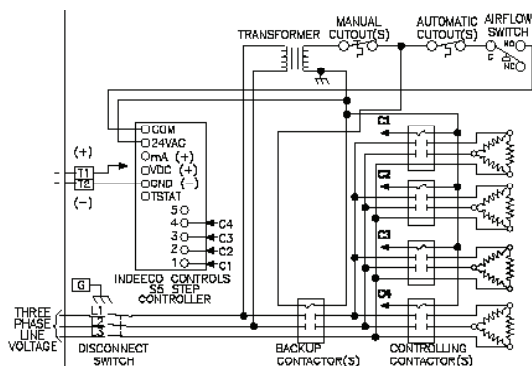 TRANSFORMER
MANUAL
CUTOUT(S)
AUTOMATIC
CUTOUT(S)
AIRFLOW
SWITCH
NO
C
NC
COM
24VAC
mA (+)
VDC (+)
GND (-)
TSTAT
5
4
3
2
1
C4
C3
C2
C1
INDEECO CONTROLS
S5 STEP
CONTROLLER
(+)
T1
T2
(-)
G
THREE
PHASE
LINE
VOLTAGE
L1
L2
L3
DISCONNECT
SWITCH
BACKUP
CONTACTOR(S)
CONTROLLING
CONTACTOR(S)
C1
C2
C3
C4